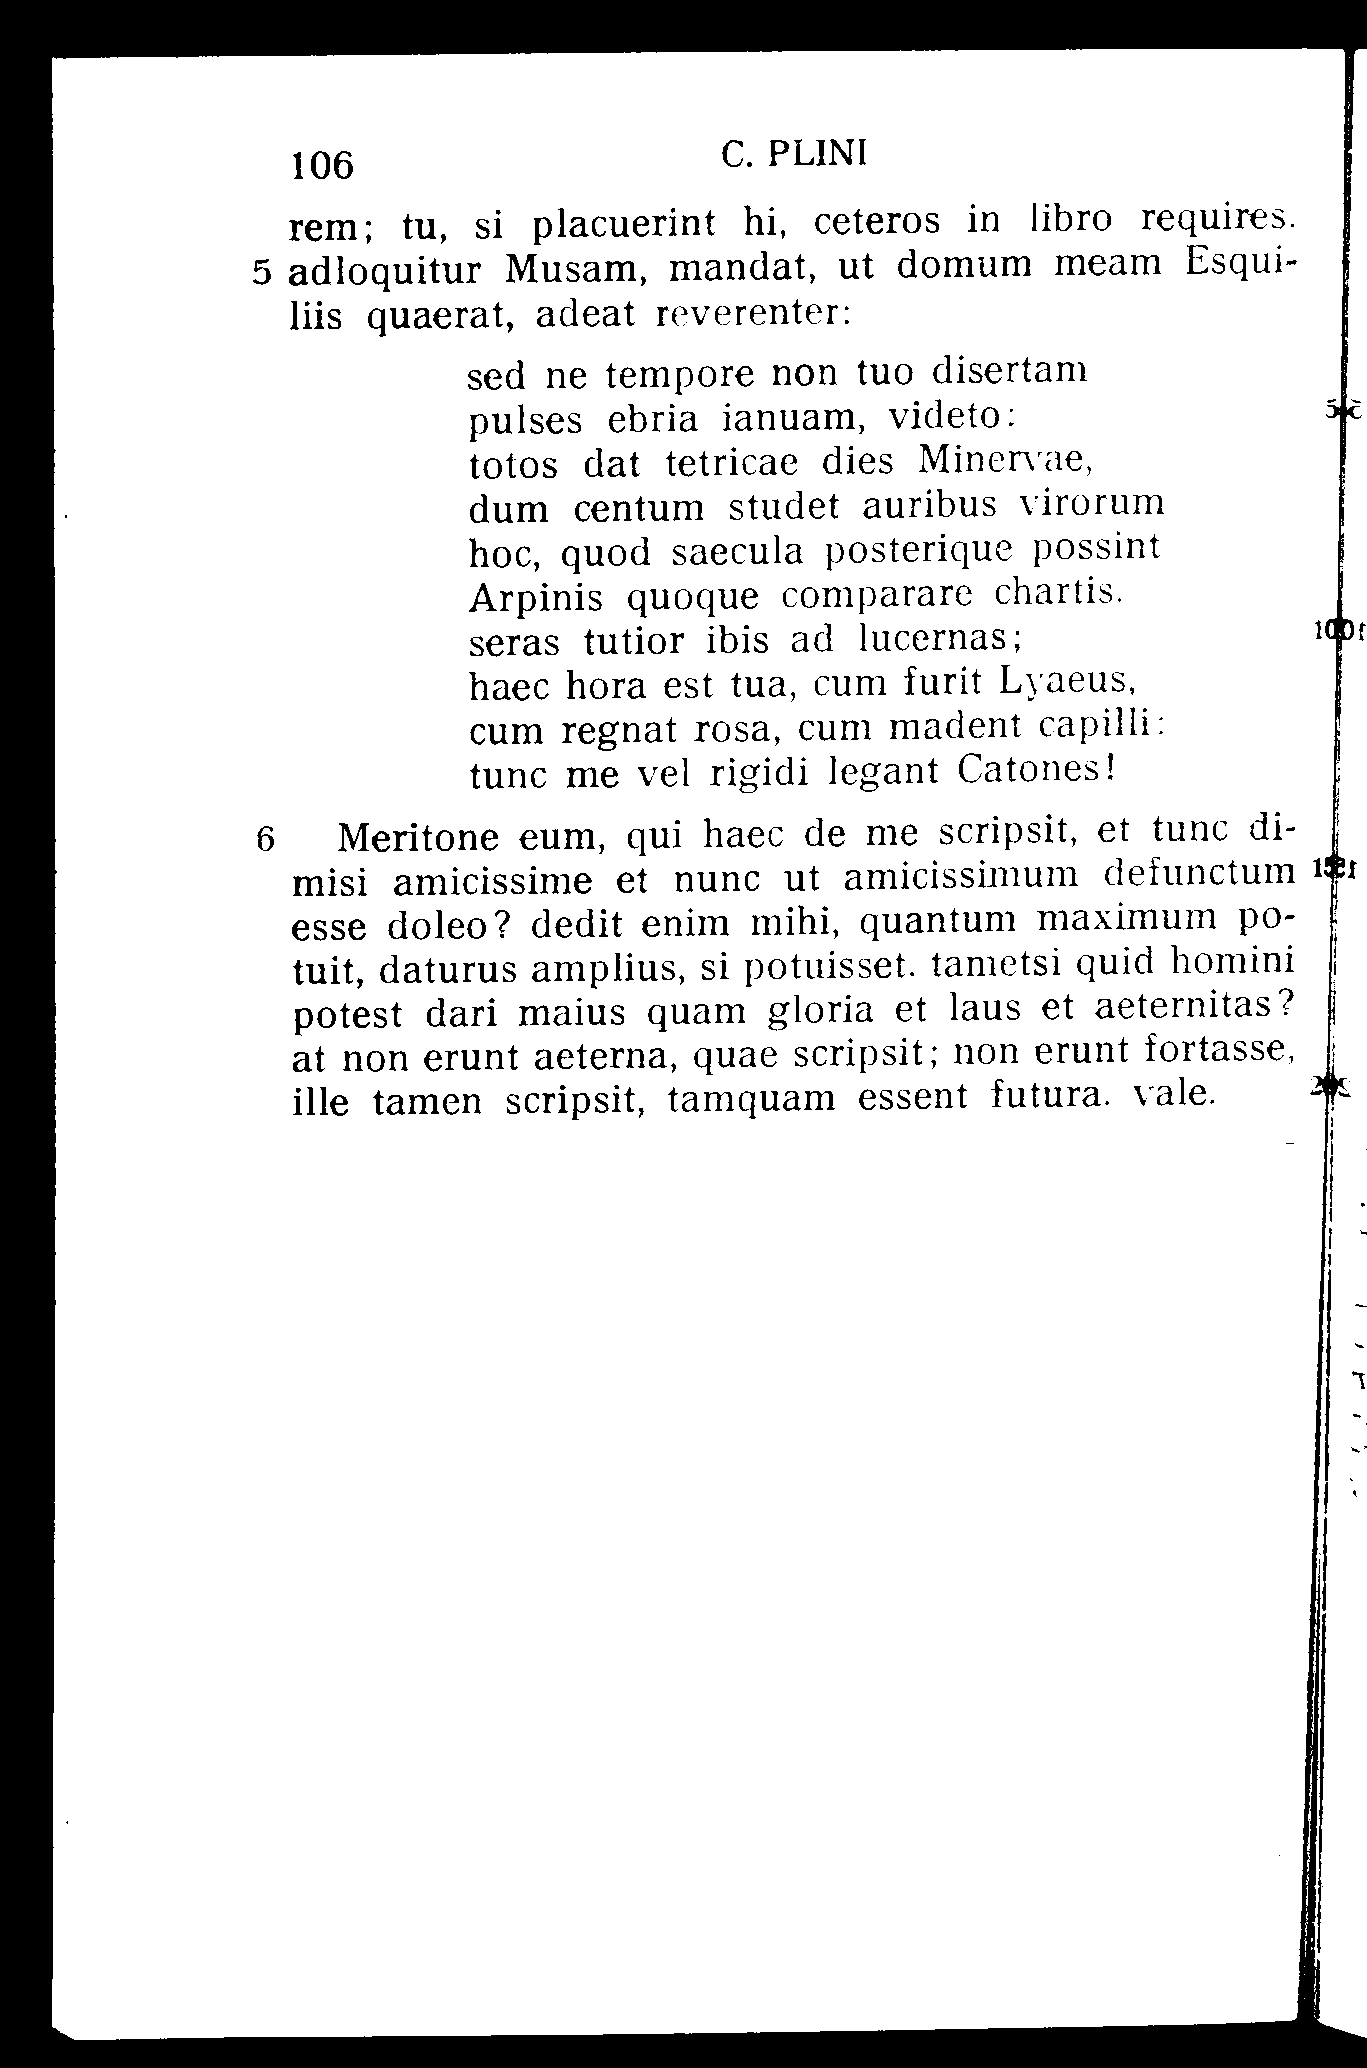 106 C. PLINI
rem; tu, si placuerint hi, ceteros in libro requires.
5 adloquitur Musam, mandat, ut domum meam Esqui-
liis quaerat, adeat reverenter:
sed ne tempore non tuo disertam
pulses ebria ianuam, videto:
totos dat tetricae dies Minervae,
dum centum studet auribus virorum
hoc, quod saecula posterique possint
Arpinis quoque comparare chartis.
seras tutior ibis ad lucernas;
haec hora est tua, cum furit Lyaeus,
cum regnat rosa, cum madent capilli:
tunc me vel rigidi legant Catones!
6 Meritone eum, qui haec de me scripsit, et tunc di-
misi amicissime et nunc ut amicissimum defunctum
esse doleo? dedit enim mihi, quantum maximum po-
tuit, daturus amplius, si potuisset. tametsi quid homini
potest dari maius quam gloria et laus et aeternitas?
at non erunt aeterna, quae scripsit; non erunt fortasse,
ille tamen scripsit, tamquam essent futura. vale.